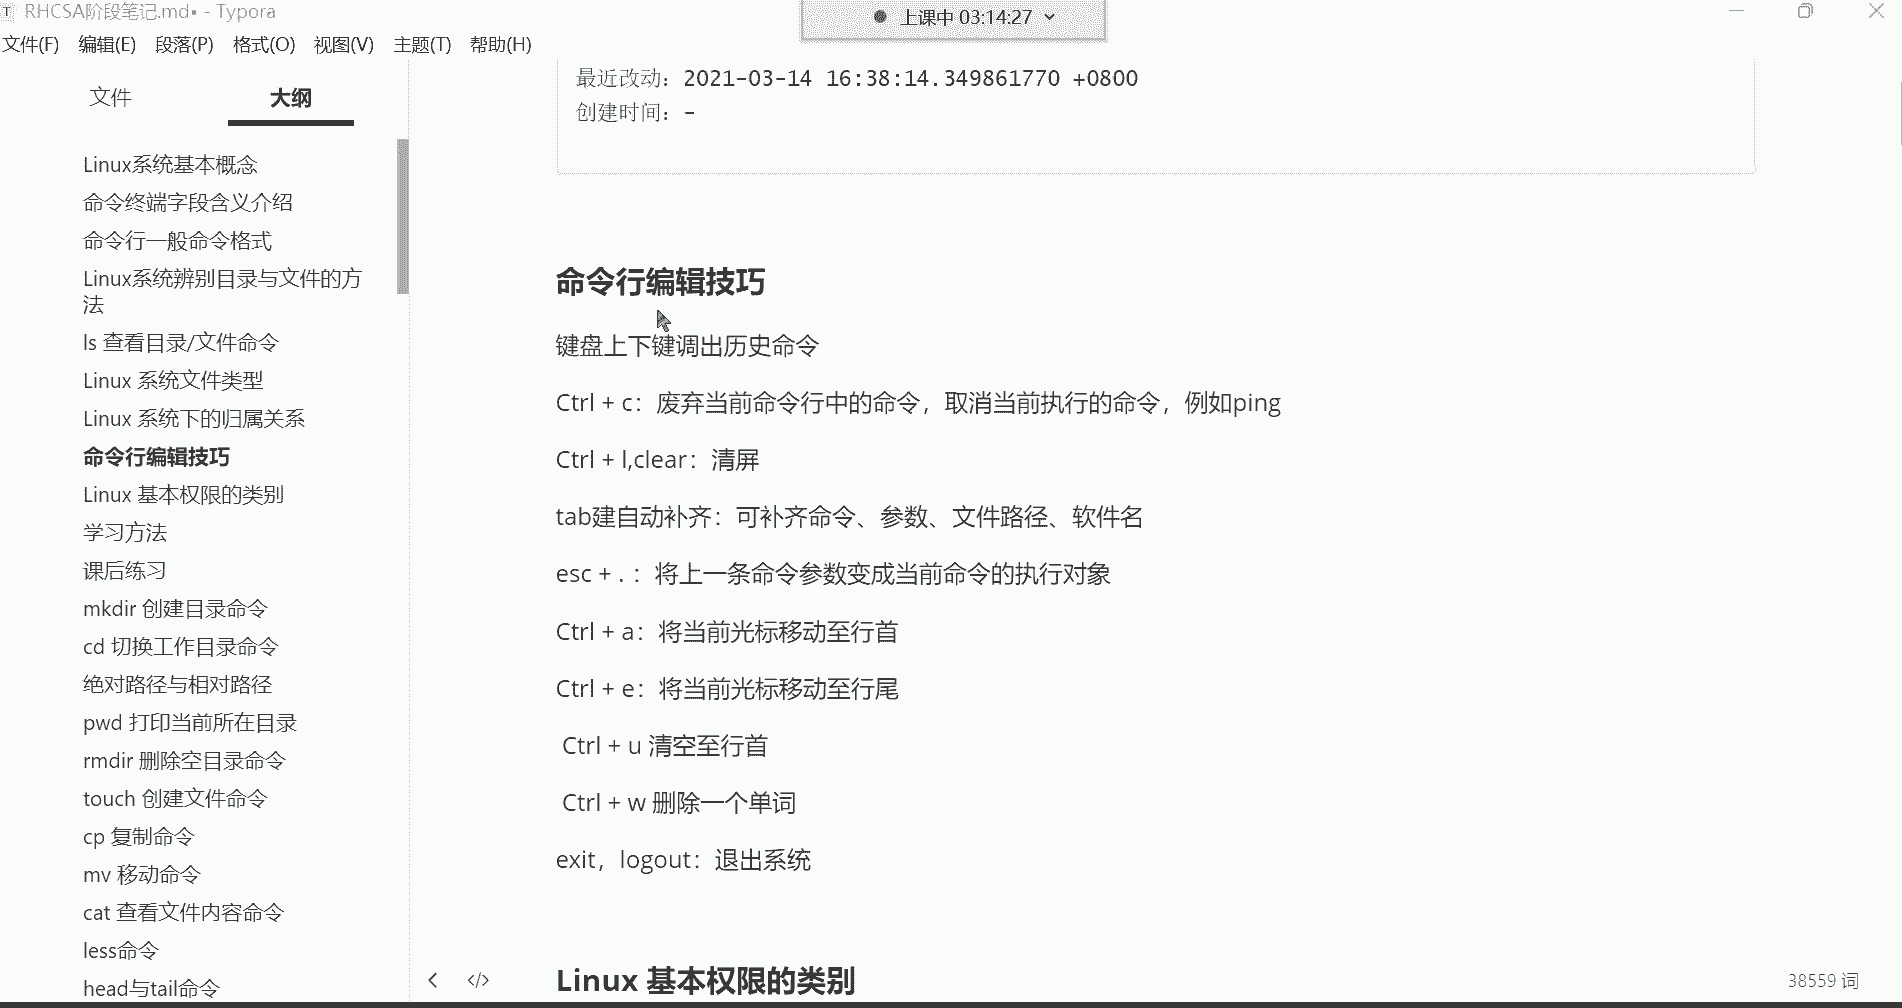 RHCSA阶段笔记.md• - Typora
上课中 03:14:27
文件(F) 编辑(E) 段落(P) 格式(O) 视图(V) 主题(T) 帮助(H)
文件 大纲
Linux系统基本概念
命令终端字段含义介绍
命令行一般命令格式
Linux系统辨别目录与文件的方
法
ls 查看目录/文件命令
Linux 系统文件类型
Linux 系统下的归属关系
命令行编辑技巧
Linux 基本权限的类别
学习方法
课后练习
mkdir 创建目录命令
cd 切换工作目录命令
绝对路径与相对路径
pwd 打印当前所在目录
rmdir 删除空目录命令
touch 创建文件命令
cp 复制命令
mv 移动命令
cat 查看文件内容命令
less命令
head与tail命令
最近改动：2021-03-14 16:38:14.349861770 +0800
创建时间：-
命令行编辑技巧
键盘上下键调出历史命令
Ctrl + c：废弃当前命令行中的命令，取消当前执行的命令，例如ping
Ctrl + l,clear：清屏
tab建自动补齐：可补齐命令、参数、文件路径、软件名
esc + . ：将上一条命令参数变成当前命令的执行对象
Ctrl + a：将当前光标移动至行首
Ctrl + e：将当前光标移动至行尾
Ctrl + u 清空至行首
Ctrl + w 删除一个单词
exit，logout：退出系统
Linux 基本权限的类别
38559 词